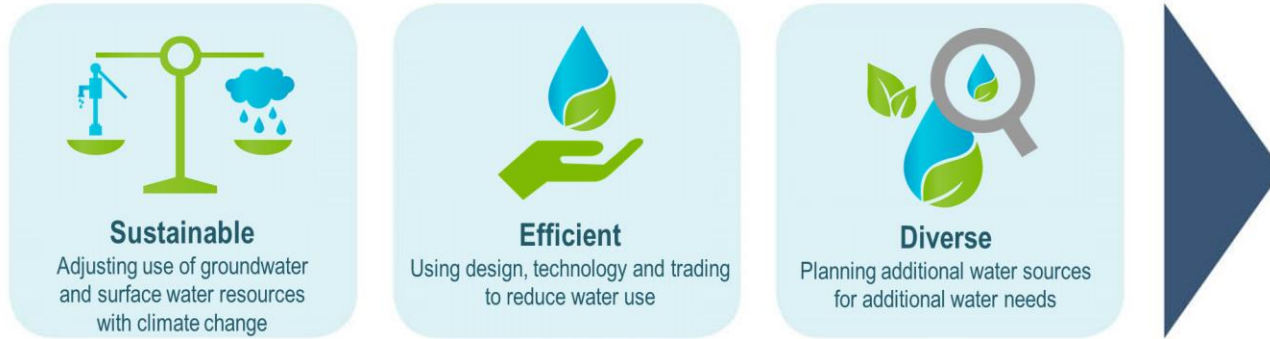 Sustainable
Adjusting use of groundwater
and surface water resources
with climate change
Efficient
Using design, technology and trading
to reduce water use
Diverse
Planning additional water sources
for additional water needs